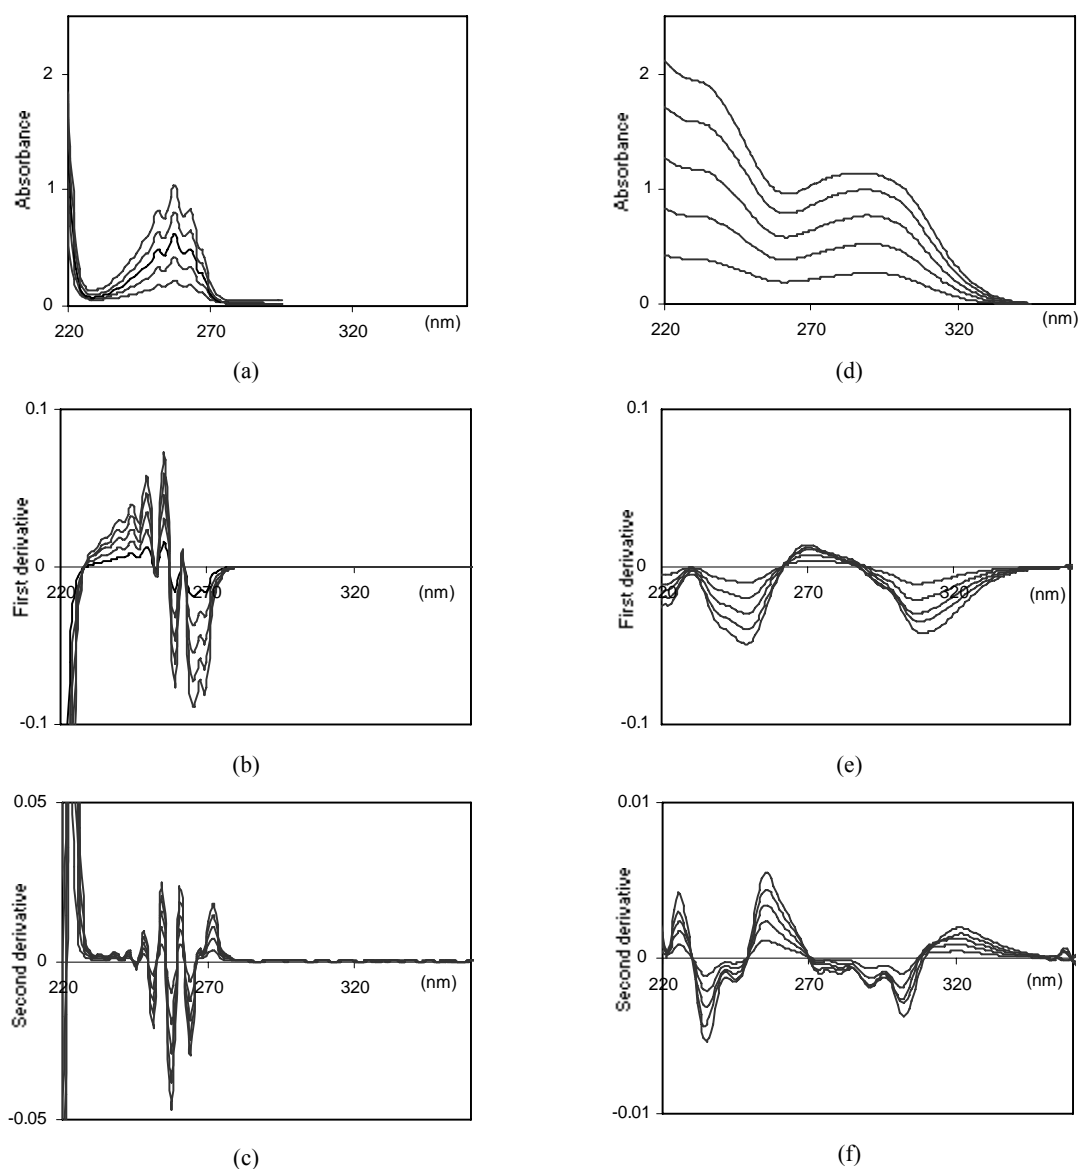 Absorbance
2
1
0
220
270
320
(nm)
(a)
Absorbance
2
1
0
220
270
320
(nm)
(d)
First derivative
0.1
0
-0.1
220
270
320
(nm)
(b)
First derivative
0.1
0
-0.1
220
270
320
(nm)
(e)
Second derivative
0.05
0
-0.05
220
270
320
(nm)
(c)
Second derivative
0.01
0
-0.01
220
270
320
(nm)
(f)